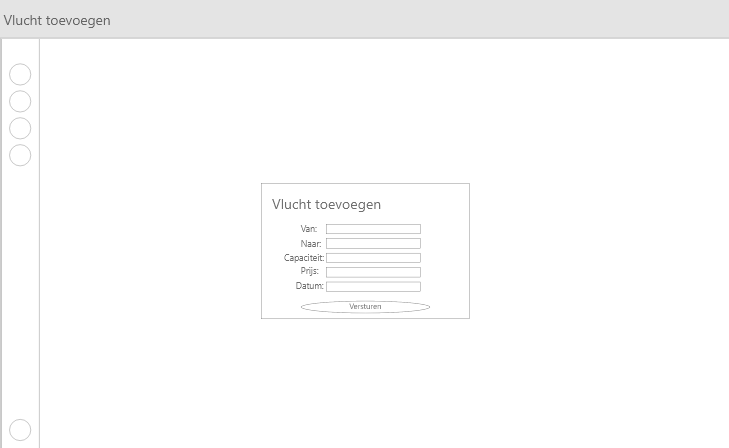 Vlucht toevoegen
Vlucht toevoegen
Van:
Naar:
Capaciteit:
Prijs:
Datum:
Versturen